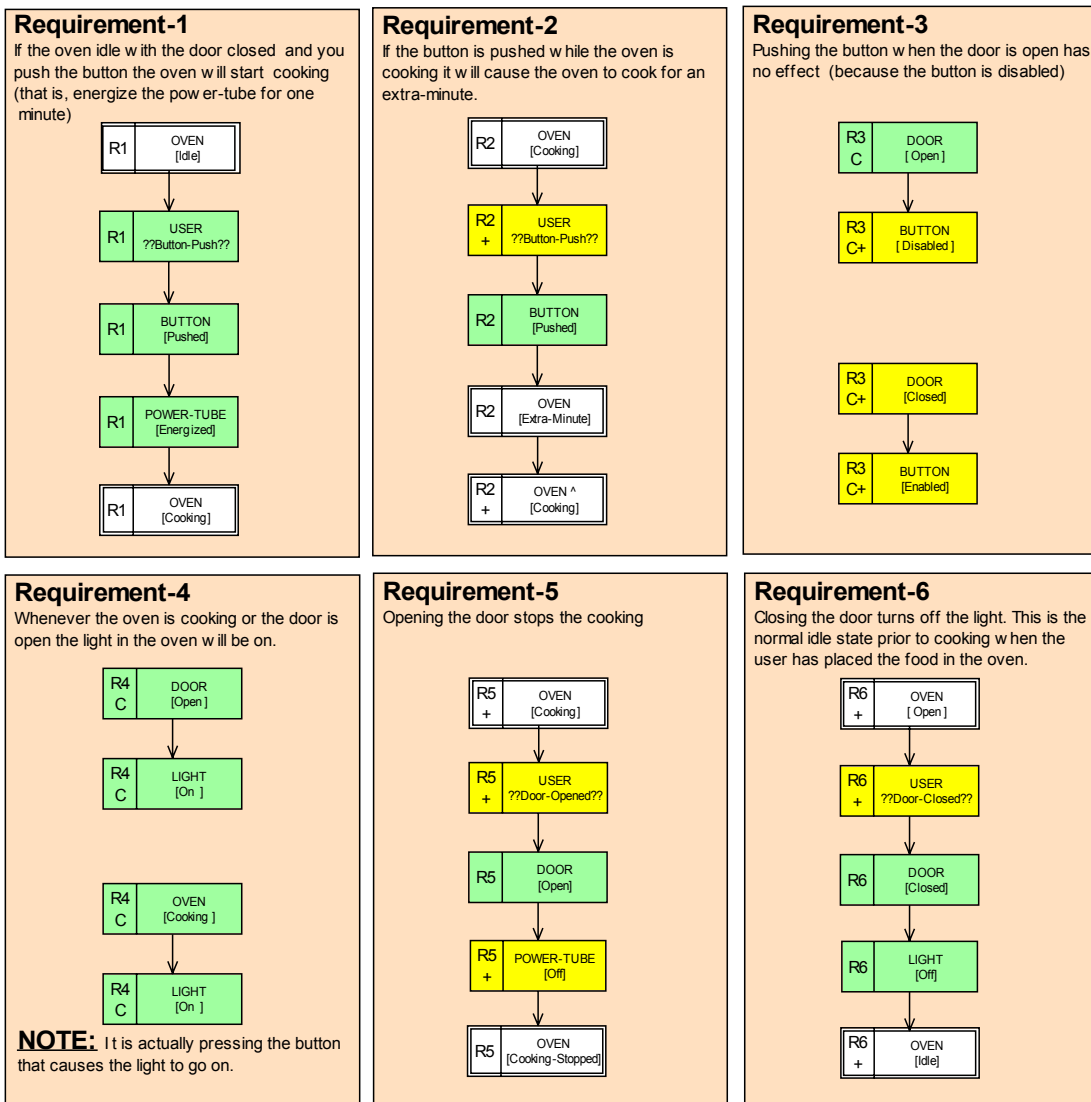 Requirement-1
If the oven idle with the door closed and you
push the button the oven will start cooking
(that is, energize the power-tube for one
minute)
R1
OVEN
[Idle]
R1
USER
??Button-Push??
R1
BUTTON
[Pushed]
R1
POWER-TUBE
[Energized]
R1
OVEN
[Cooking]
Requirement-2
If the button is pushed while the oven is
cooking it will cause the oven to cook for an
extra-minute.
R2
OVEN
[Cooking]
R2
+
USER
??Button-Push??
R2
BUTTON
[Pushed]
R2
OVEN
[Extra-Minute]
R2
+
OVEN ^
[Cooking]
Requirement-3
Pushing the button when the door is open has
no effect (because the button is disabled)
R3
C
DOOR
[ Open ]
R3
C+
BUTTON
[ Disabled ]
R3
C+
DOOR
[Closed]
R3
C+
BUTTON
[Enabled]
Requirement-4
Whenever the oven is cooking or the door is
open the light in the oven will be on.
R4
C
DOOR
[Open ]
R4
C
LIGHT
[On ]
R4
C
OVEN
[Cooking ]
R4
C
LIGHT
[On ]
NOTE: It is actually pressing the button
that causes the light to go on.
Requirement-5
Opening the door stops the cooking
R5
+
OVEN
[Cooking]
R5
+
USER
??Door-Opened??
R5
DOOR
[Open]
R5
+
POWER-TUBE
[Off]
R5
OVEN
[Cooking-Stopped]
Requirement-6
Closing the door turns off the light. This is the
normal idle state prior to cooking when the
user has placed the food in the oven.
R6
+
OVEN
[ Open ]
R6
+
USER
??Door-Closed??
R6
DOOR
[Closed]
R6
LIGHT
[Off]
R6
+
OVEN
[Idle]